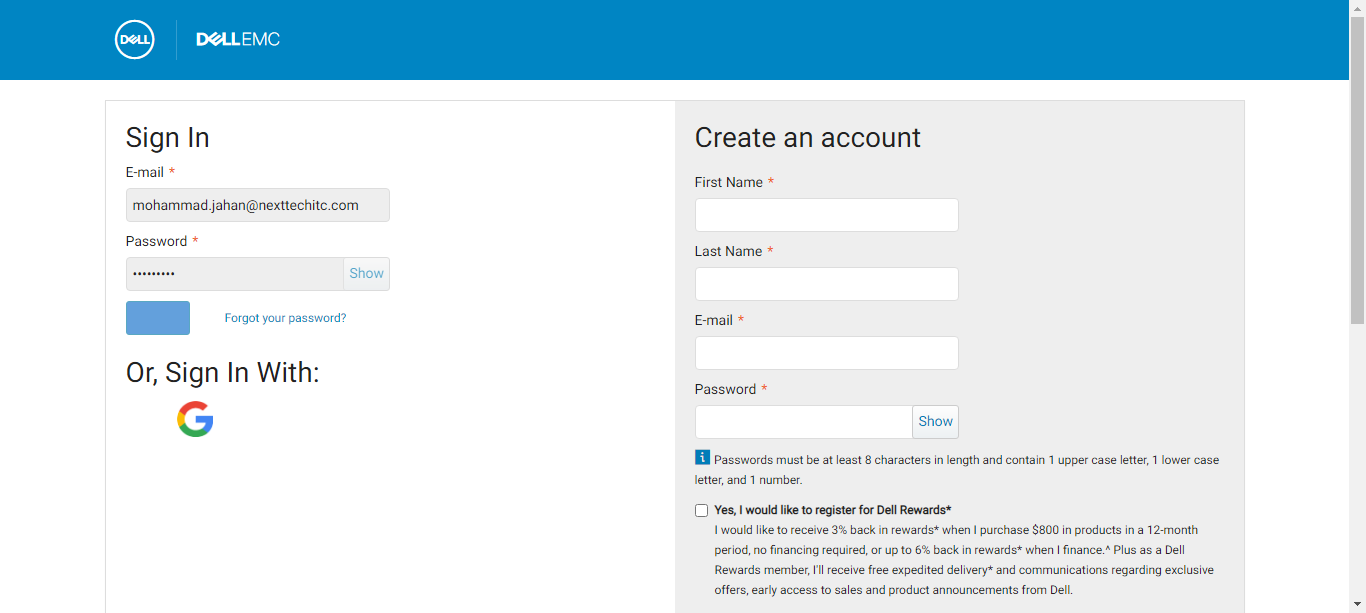 DELL
DELLEMC
Sign In
E-mail *
mohammad.jahan@nexttechitc.com
Password *
••••••••• Show
Forgot your password?
Or, Sign In With:
Create an account
First Name *
Last Name *
E-mail *
Password *
Show
i Passwords must be at least 8 characters in length and contain 1 upper case letter, 1 lower case
letter, and 1 number.
Yes, I would like to register for Dell Rewards*
I would like to receive 3% back in rewards* when I purchase $800 in products in a 12-month
period, no financing required, or up to 6% back in rewards* when I finance.^ Plus as a Dell
Rewards member, I'll receive free expedited delivery* and communications regarding exclusive
offers, early access to sales and product announcements from Dell.